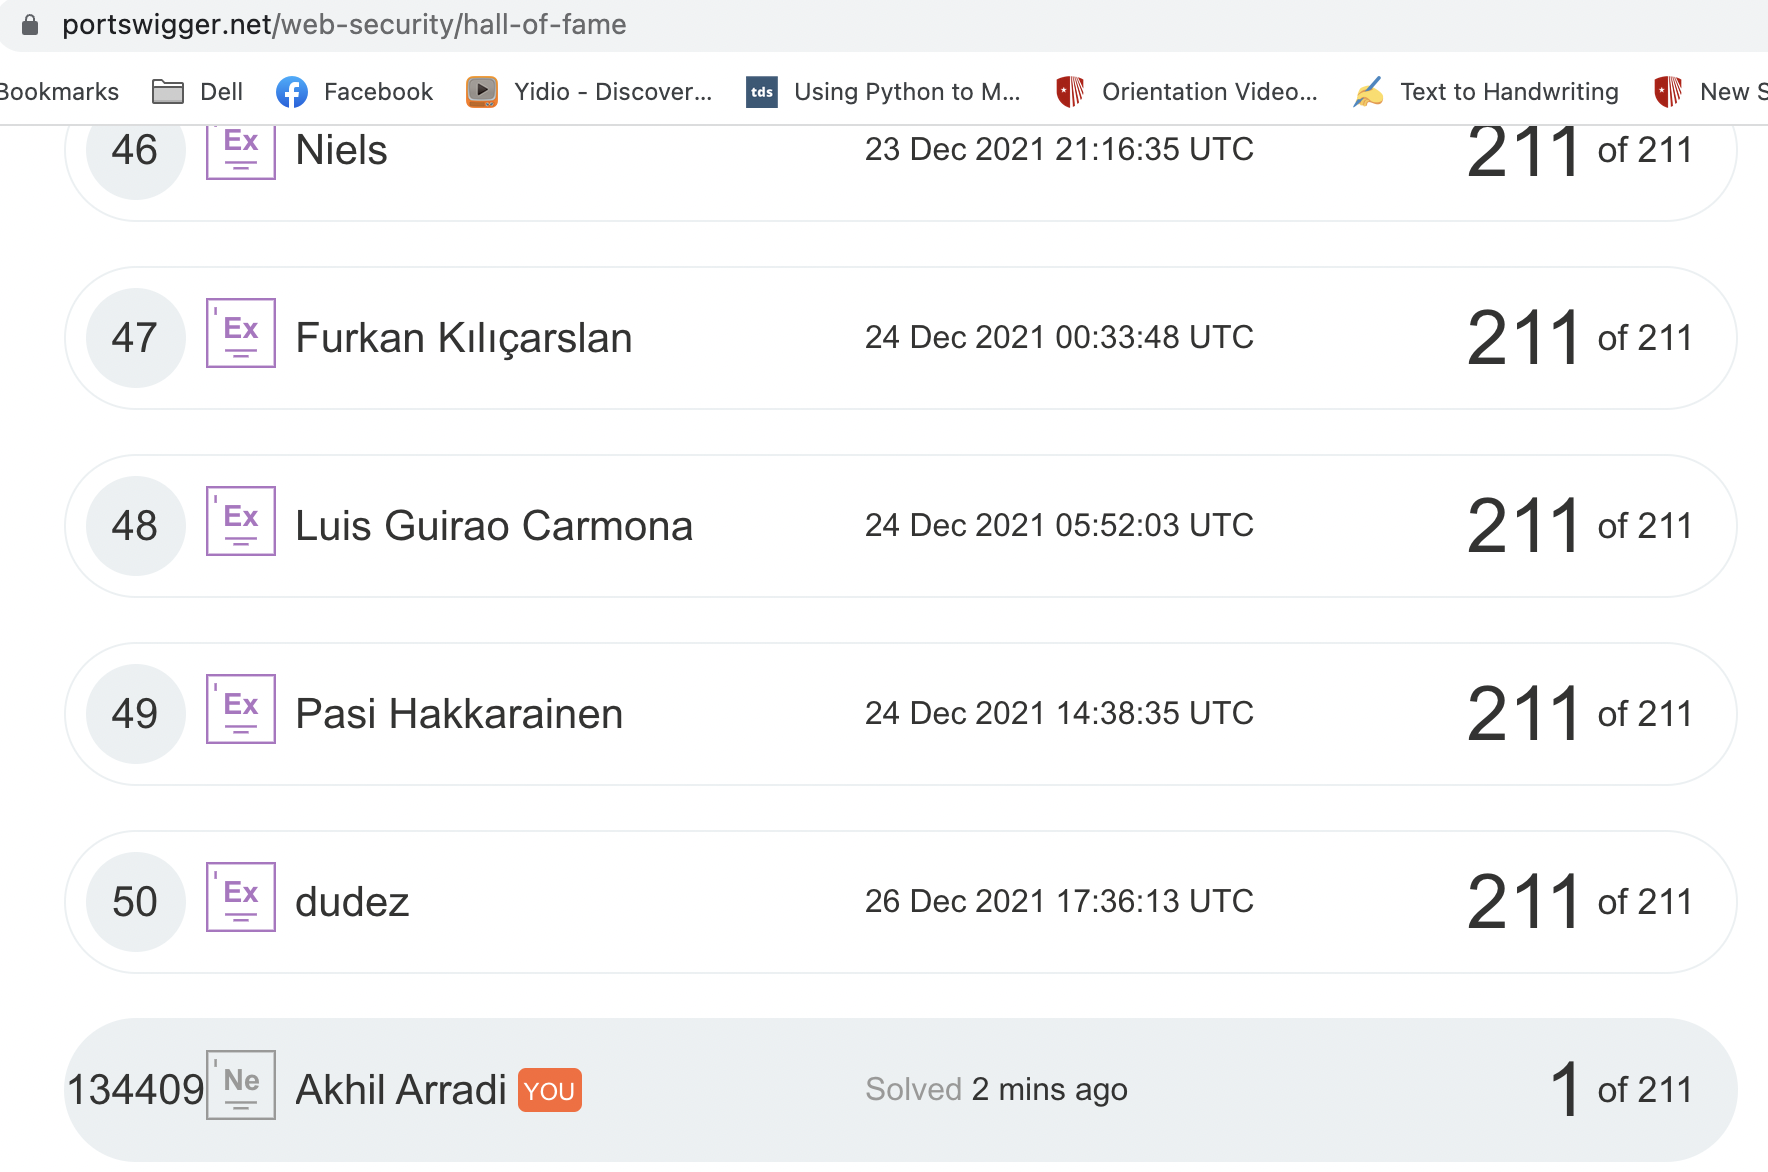 portswigger.net/web-security/hall-of-fame
Bookmarks Dell Facebook Yidio - Discover... tds Using Python to M... Orientation Video... Text to Handwriting New S
46 Ex Niels 23 Dec 2021 21:16:35 UTC 211 of 211
47 Ex Furkan Kılıçarslan 24 Dec 2021 00:33:48 UTC 211 of 211
48 Ex Luis Guirao Carmona 24 Dec 2021 05:52:03 UTC 211 of 211
49 Ex Pasi Hakkarainen 24 Dec 2021 14:38:35 UTC 211 of 211
50 Ex dudez 26 Dec 2021 17:36:13 UTC 211 of 211
134409 Ne Akhil Arradi YOU Solved 2 mins ago 1 of 211